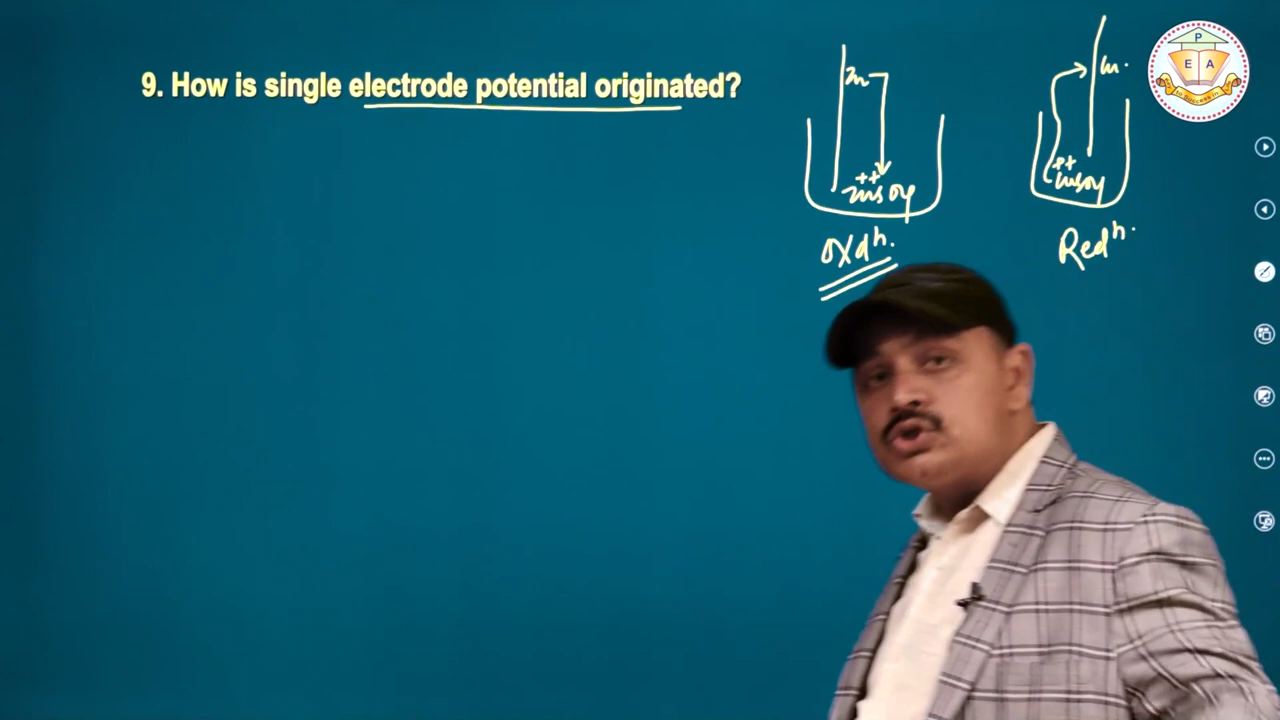 9. How is single electrode potential originated?
Zn
++
ZnSO4
Oxdn.
Cu.
++
CuSO4
Redn.
P
E A